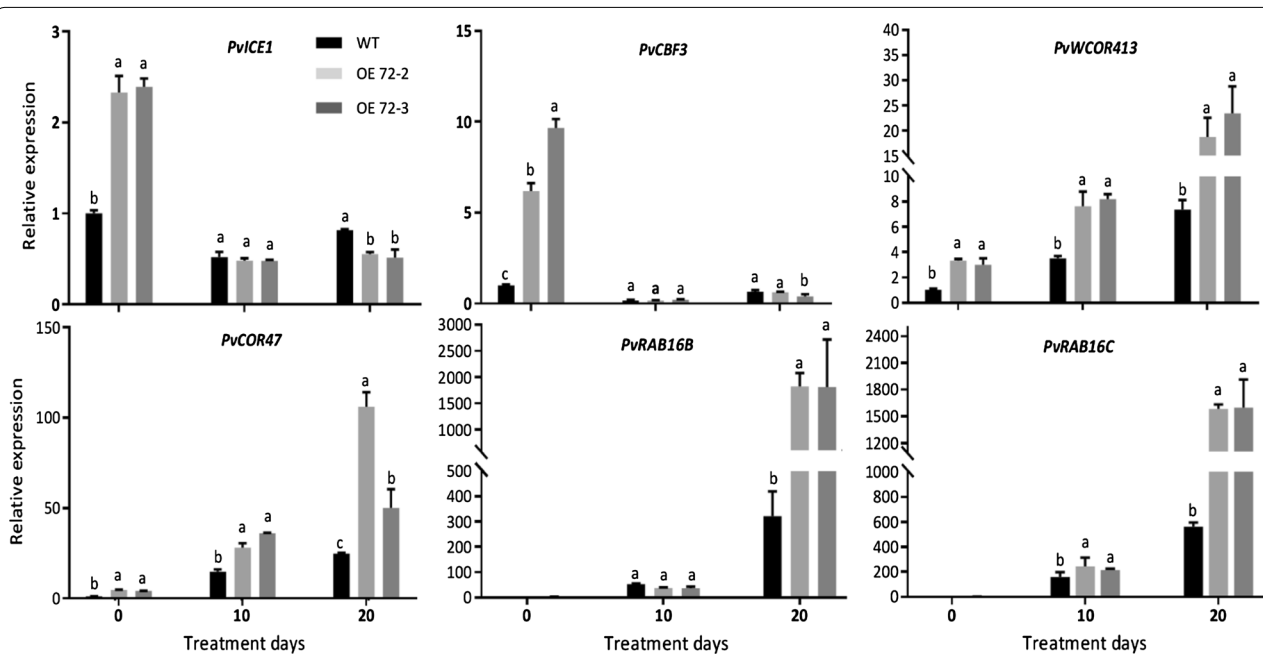 PvICE1
WT
OE 72-2
OE 72-3
Relative expression
3
2
1
0
b a a
a a a
a b b
PvCBF3
15
10
5
0
c b a
a a a
a a b
PvWCOR413
40
35
30
25
20
15
10
8
6
4
2
0
b a a
b a a
b a a
PvCOR47
Relative expression
150
100
50
0
b a a
b a a
c a b
0 10 20
Treatment days
PvRAB16B
3000
2500
2000
1500
1000
500
400
300
200
100
0
a a a
b a a
0 10 20
Treatment days
PvRAB16C
2400
2100
1800
1500
1200
1000
800
600
400
200
0
b a a
b a a
0 10 20
Treatment days